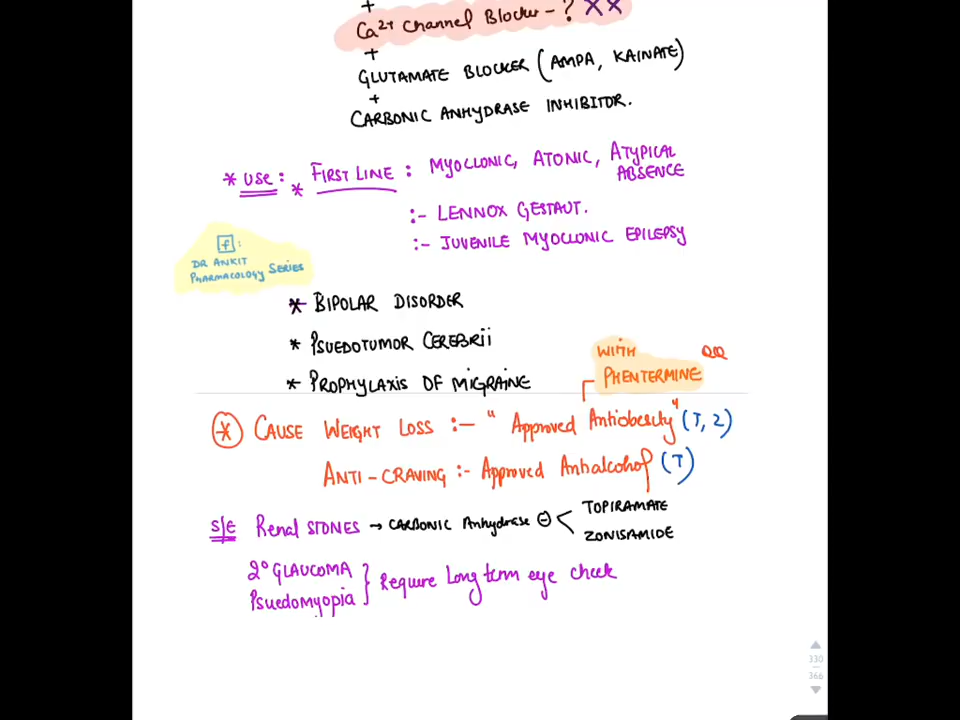 +
Ca2+ Channel Blocker - ? XX
+
GLUTAMATE BLOCKER (AMPA, KAINATE)
+
CARBONIC ANHYDRASE INHIBITOR.
* USE: * FIRST LINE : MYOCLONIC, ATONIC, ATYPICAL
ABSENCE
:- LENNOX GESTAUT.
:- JUVENILE MYOCLONIC EPILEPSY
f :
DR ANKIT
PHARMACOLOGY SERIES
* BIPOLAR DISORDER
* PSUEDOTUMOR CEREBRII
* PROPHYLAXIS OF MIGRAINE
WITH
PHENTERMINE
* CAUSE WEIGHT LOSS :- " Approved Antiobesity" (T, Z)
ANTI-CRAVING :- Approved Antialcohol (T)
S/E Renal STONES → CARBONIC Anhydrase ⊖ < TOPIRAMATE
ZONISAMIDE
2° GLAUCOMA
Psuedomyopia } Require Long term eye check
330
366